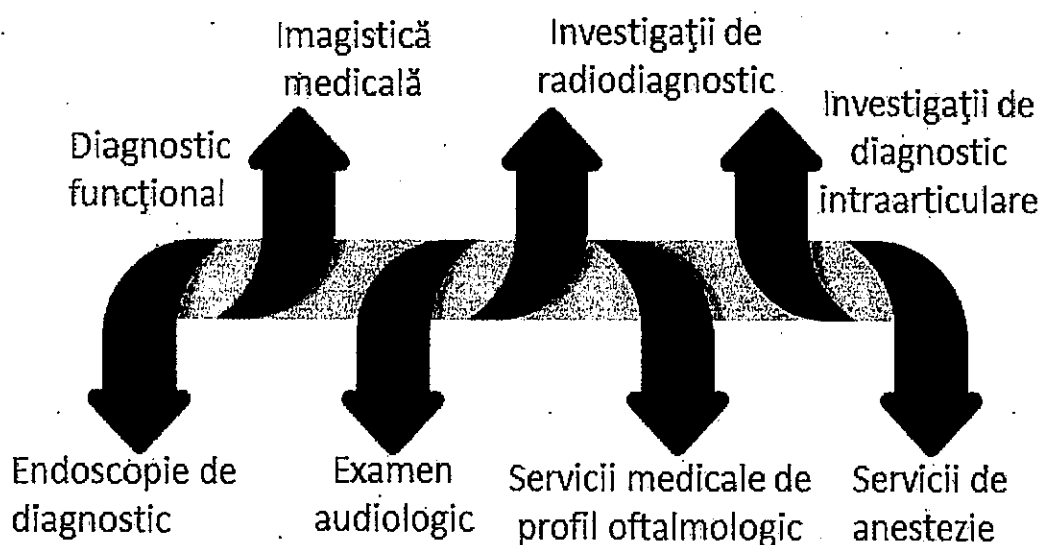 Imagistică
medicală
Investigaţii de
radiodiagnostic
Investigaţii de
diagnostic
intraarticulare
Diagnostic
funcţional
Endoscopie de
diagnostic
Examen
audiologic
Servicii medicale de
profil oftalmologic
Servicii de
anestezie